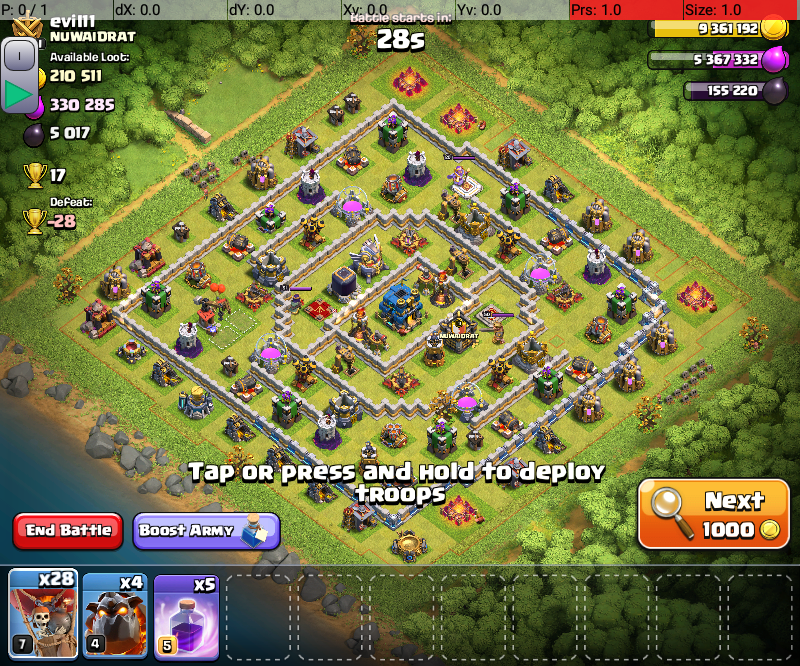 P: 0 / 1 dX: 0.0 dY: 0.0 Xv: 0.0 Yv: 0.0 Prs: 1.0 Size: 1.0
evil11
NUWAIDRAT
Battle starts in:
28s
Available Loot:
210 511
330 285
5 017
17
Defeat:
-28
9 361 192
5 367 332
155 220
NUWAIDRAT
Tap or press and hold to deploy
troops
End Battle
Boost Army
Next
1000
x28 x4 x5
7 4 5